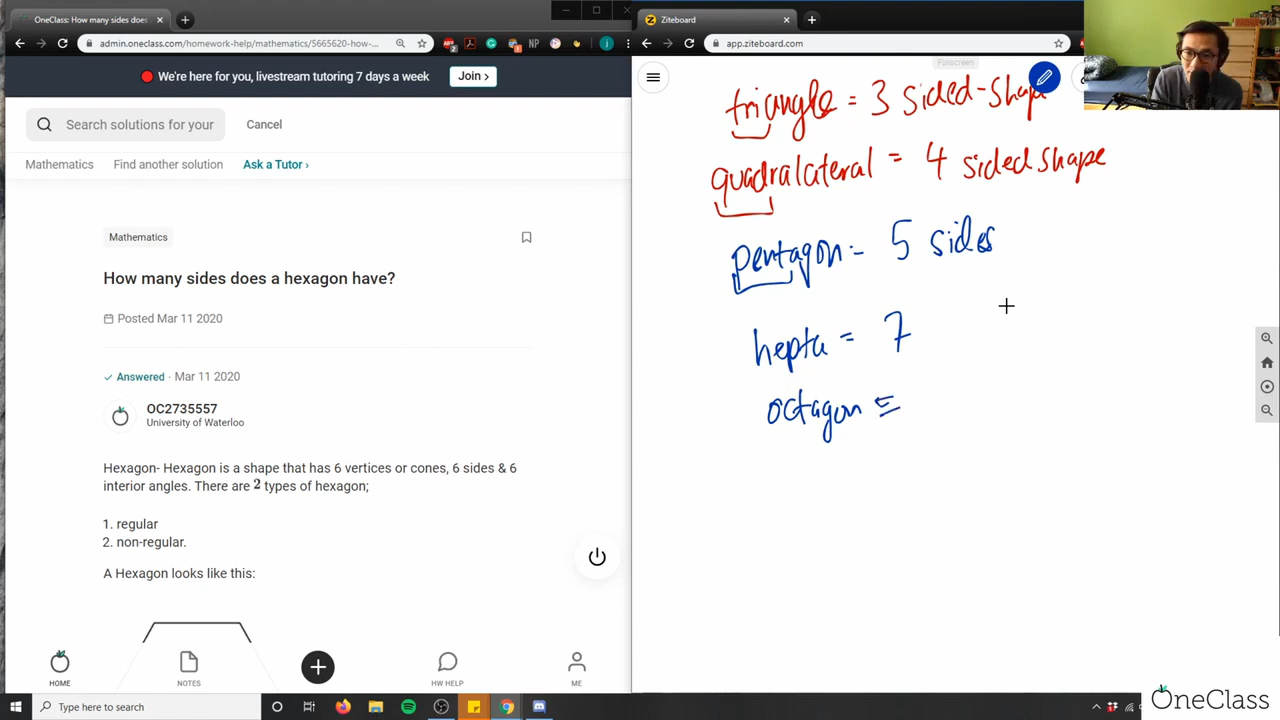 OneClass: How many sides does
Ziteboard
admin.oneclass.com/homework-help/mathematics/5665620-how-...
NP
app.ziteboard.com
We're here for you, livestream tutoring 7 days a week
Join ›
Search solutions for your
Cancel
Mathematics
Find another solution
Ask a Tutor ›
Mathematics
How many sides does a hexagon have?
Posted Mar 11 2020
Answered • Mar 11 2020
OC2735557
University of Waterloo
Hexagon- Hexagon is a shape that has 6 vertices or cones, 6 sides & 6
interior angles. There are 2 types of hexagon;
1. regular
2. non-regular.
A Hexagon looks like this:
HOME
NOTES
HW HELP
ME
Type here to search
Fullscreen
triangle = 3 sided-shape
quadralateral = 4 sided shape
pentagon = 5 sides
hepta = 7
octagon =
OneClass